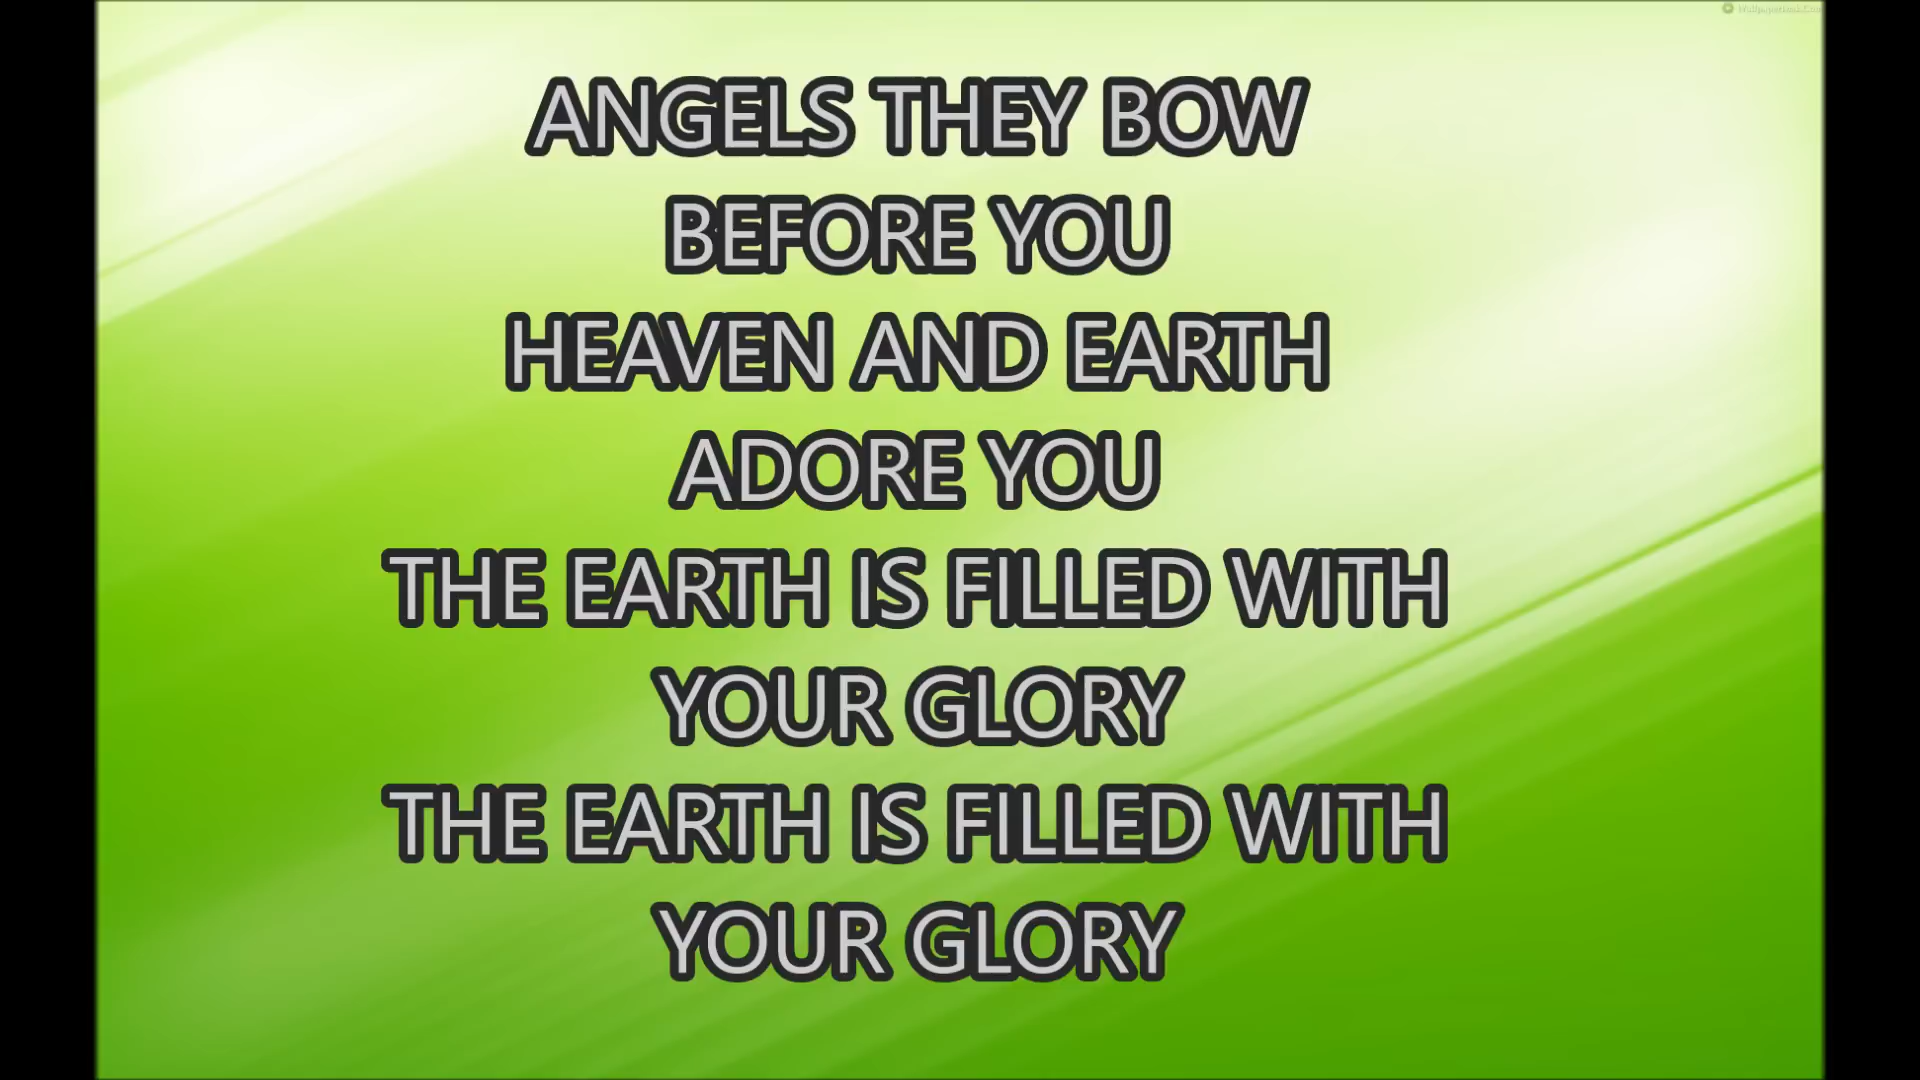 ANGELS THEY BOW
BEFORE YOU
HEAVEN AND EARTH
ADORE YOU
THE EARTH IS FILLED WITH
YOUR GLORY
THE EARTH IS FILLED WITH
YOUR GLORY